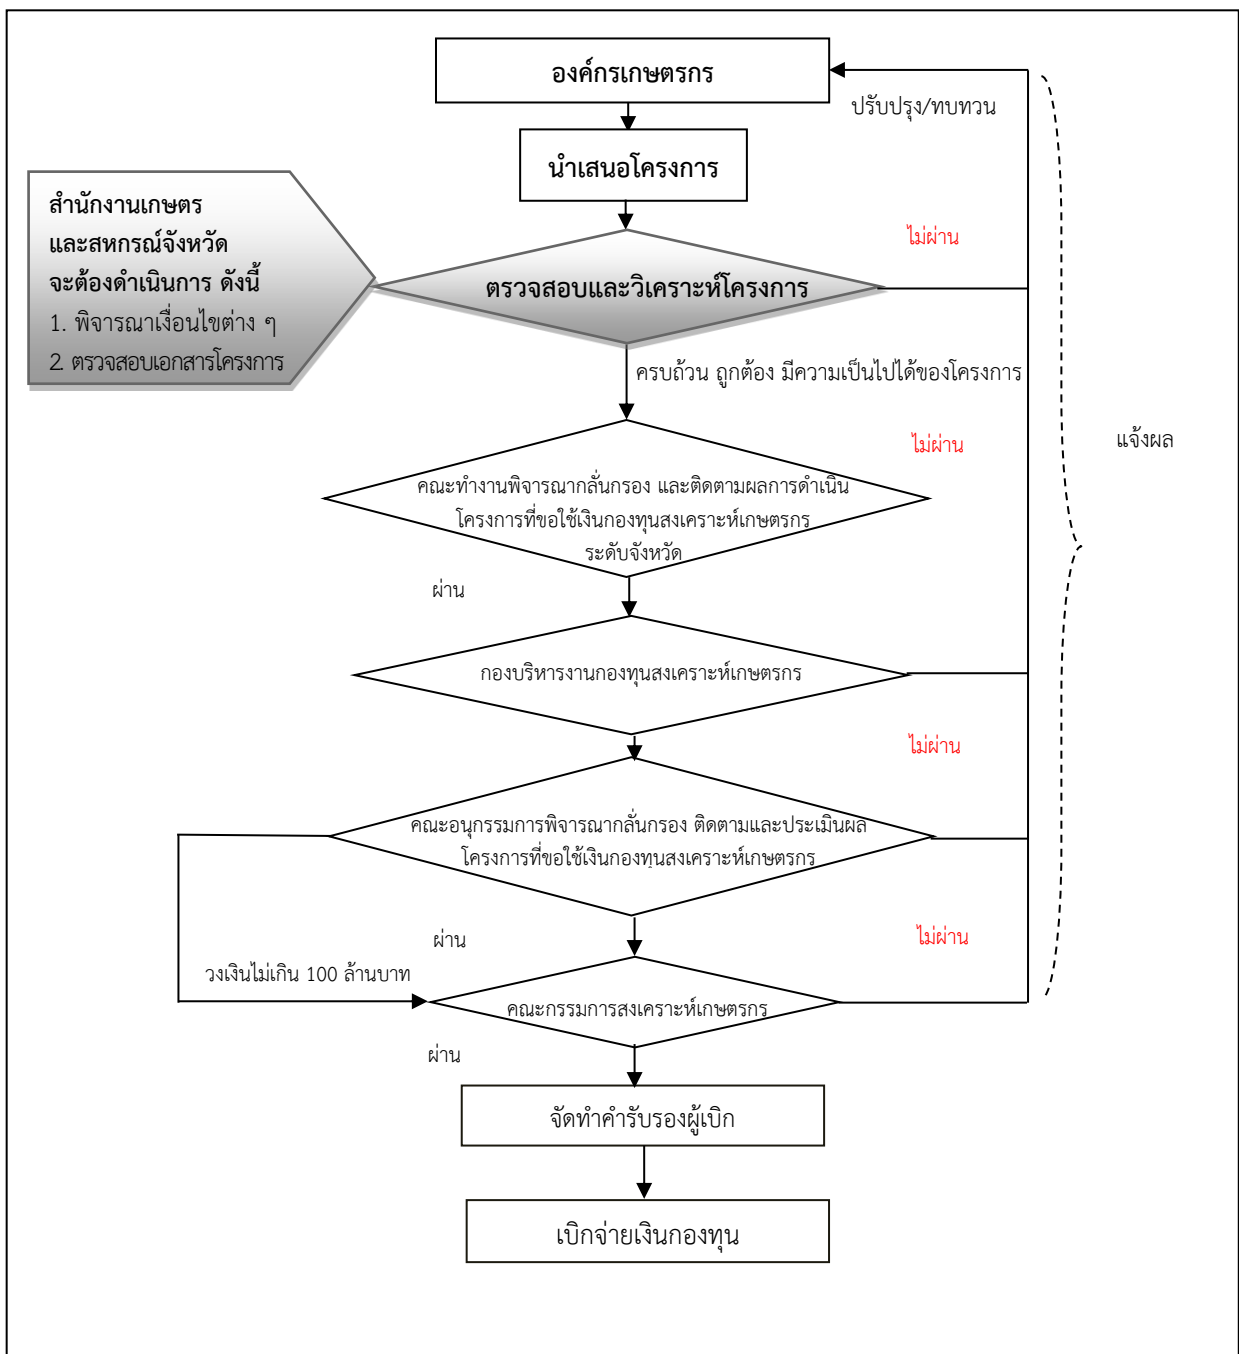 องค์กรเกษตรกร
ปรับปรุง/ทบทวน
นำเสนอโครงการ
สำนักงานเกษตร
และสหกรณ์จังหวัด
จะต้องดำเนินการ ดังนี้
1. พิจารณาเงื่อนไขต่าง ๆ
2. ตรวจสอบเอกสารโครงการ
ไม่ผ่าน
ตรวจสอบและวิเคราะห์โครงการ
ครบถ้วน ถูกต้อง มีความเป็นไปได้ของโครงการ
ไม่ผ่าน
แจ้งผล
คณะทำงานพิจารณากลั่นกรอง และติดตามผลการดำเนิน
โครงการที่ขอใช้เงินกองทุนสงเคราะห์เกษตรกร
ระดับจังหวัด
ผ่าน
กองบริหารงานกองทุนสงเคราะห์เกษตรกร
ไม่ผ่าน
คณะอนุกรรมการพิจารณากลั่นกรอง ติดตามและประเมินผล
โครงการที่ขอใช้เงินกองทุนสงเคราะห์เกษตรกร
ผ่าน
ไม่ผ่าน
วงเงินไม่เกิน 100 ล้านบาท
คณะกรรมการสงเคราะห์เกษตรกร
ผ่าน
จัดทำคำรับรองผู้เบิก
เบิกจ่ายเงินกองทุน